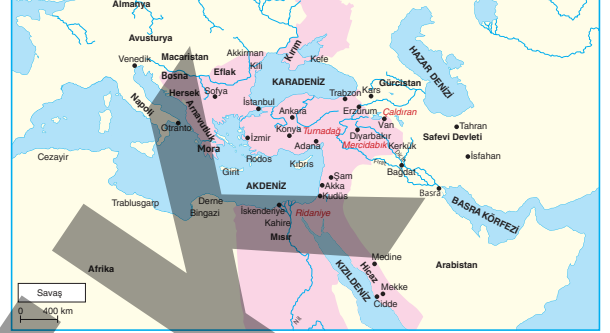 Almanya
Avusturya
Venedik
Macaristan
Bosna
Hersek
Akkirman
Kili
Eflak
Sofya
Kırım
Kefe
KARADENİZ
HAZAR DENİZİ
Gürcistan
Trabzon
Kars
Erzurum
Çaldıran
Van
Napoli
Otranto
Arnavutluk
Mora
İstanbul
Ankara
İzmir
Konya
Turnadağ
Adana
Diyarbakır
Mercidabık
Kerkük
Tahran
Safevi Devleti
İsfahan
Cezayir
Rodos
Girit
Kıbrıs
AKDENİZ
Şam
Akka
Kudüs
Bağdat
Basra
BASRA KÖRFEZİ
Trablusgarp
Derne
Bingazi
İskenderiye
Ridaniye
Kahire
Mısır
Nil
KIZILDENİZ
Medine
Hicaz
Mekke
Cidde
Arabistan
Afrika
Savaş
0 400 km